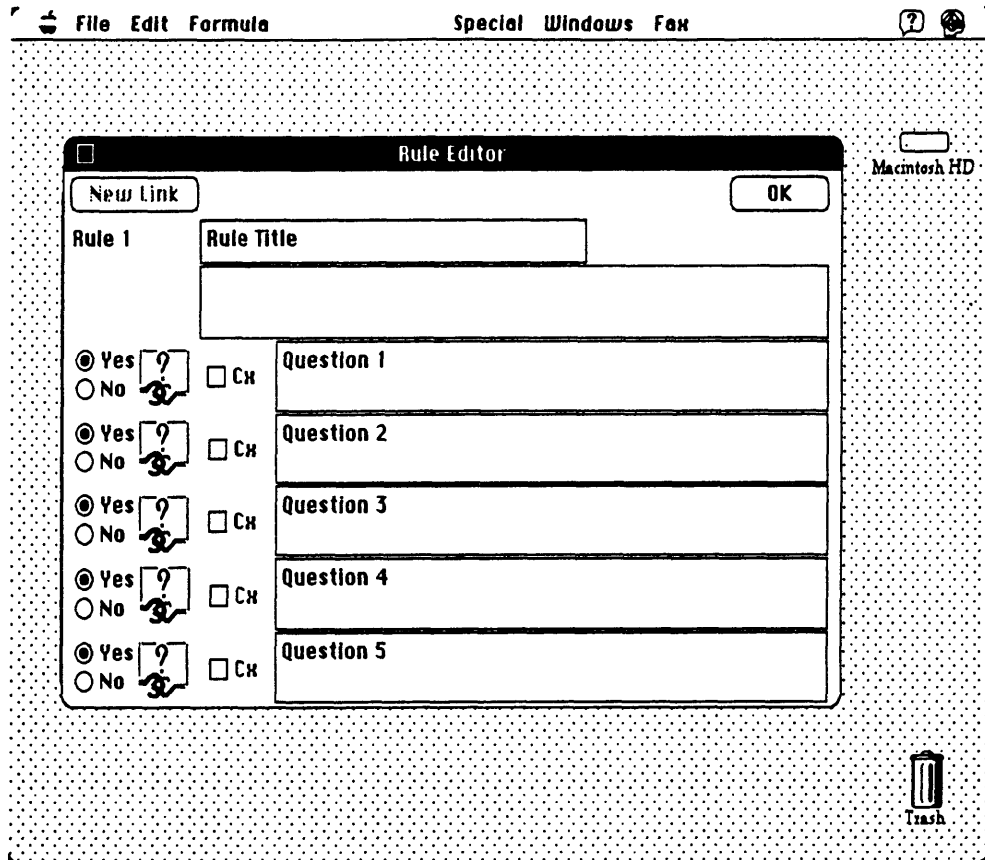 File Edit Formula Special Windows Fax
?
Macintosh HD
Rule Editor
New Link OK
Rule 1 Rule Title
Yes ? Cx Question 1
No
Yes ? Cx Question 2
No
Yes ? Cx Question 3
No
Yes ? Cx Question 4
No
Yes ? Cx Question 5
No
Trash